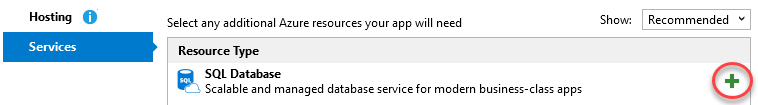 Hosting
Services
Select any additional Azure resources your app will need
Show: Recommended
Resource Type
SQL
SQL Database
Scalable and managed database service for modern business-class apps